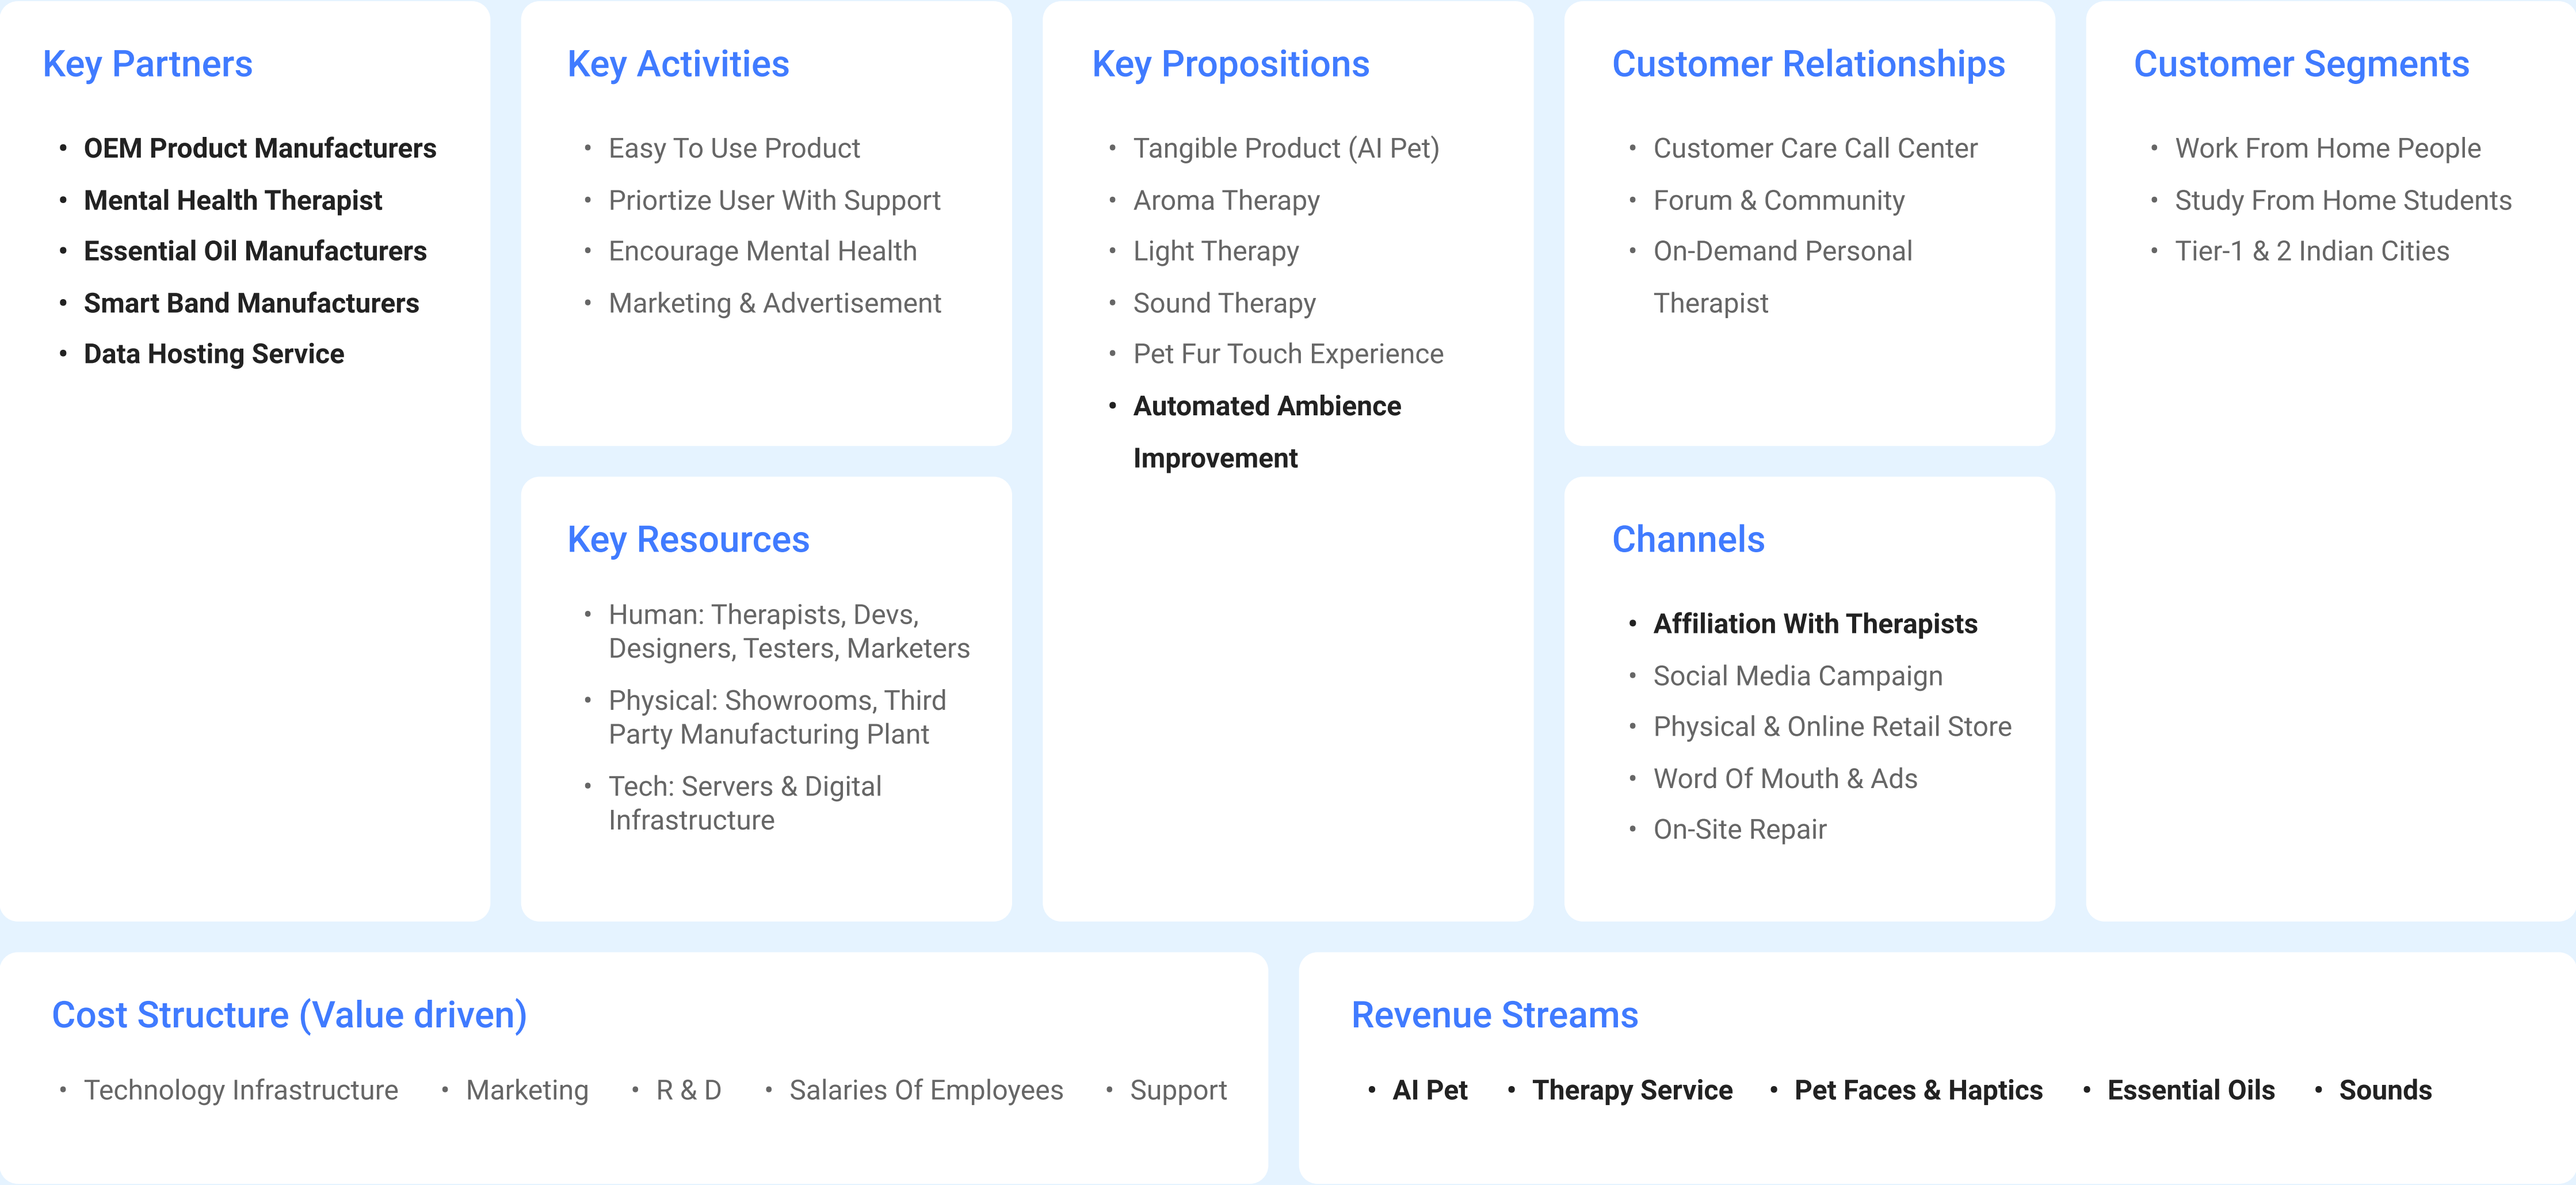 Key Partners
• OEM Product Manufacturers
• Mental Health Therapist
• Essential Oil Manufacturers
• Smart Band Manufacturers
• Data Hosting Service
Key Activities
• Easy To Use Product
• Priortize User With Support
• Encourage Mental Health
• Marketing & Advertisement
Key Resources
• Human: Therapists, Devs,
Designers, Testers, Marketers
• Physical: Showrooms, Third
Party Manufacturing Plant
• Tech: Servers & Digital
Infrastructure
Key Propositions
• Tangible Product (AI Pet)
• Aroma Therapy
• Light Therapy
• Sound Therapy
• Pet Fur Touch Experience
• Automated Ambience
Improvement
Customer Relationships
• Customer Care Call Center
• Forum & Community
• On-Demand Personal
Therapist
Channels
• Affiliation With Therapists
• Social Media Campaign
• Physical & Online Retail Store
• Word Of Mouth & Ads
• On-Site Repair
Customer Segments
• Work From Home People
• Study From Home Students
• Tier-1 & 2 Indian Cities
Cost Structure (Value driven)
• Technology Infrastructure • Marketing • R & D • Salaries Of Employees • Support
Revenue Streams
• AI Pet • Therapy Service • Pet Faces & Haptics • Essential Oils • Sounds